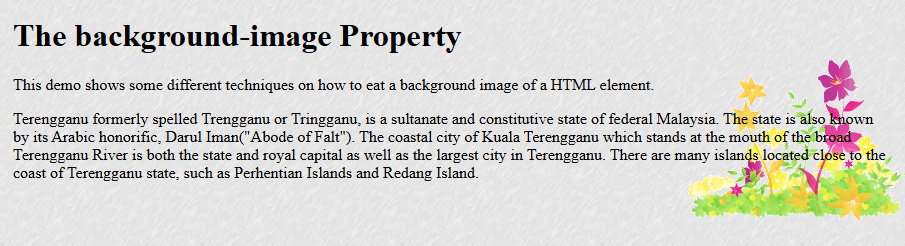 The background-image Property
This demo shows some different techniques on how to eat a background image of a HTML element.
Terengganu formerly spelled Trengganu or Tringganu, is a sultanate and constitutive state of federal Malaysia. The state is also known
by its Arabic honorific, Darul Iman("Abode of Falt"). The coastal city of Kuala Terengganu which stands at the mouth of the broad
Terengganu River is both the state and royal capital as well as the largest city in Terengganu. There are many islands located close to the
coast of Terengganu state, such as Perhentian Islands and Redang Island.